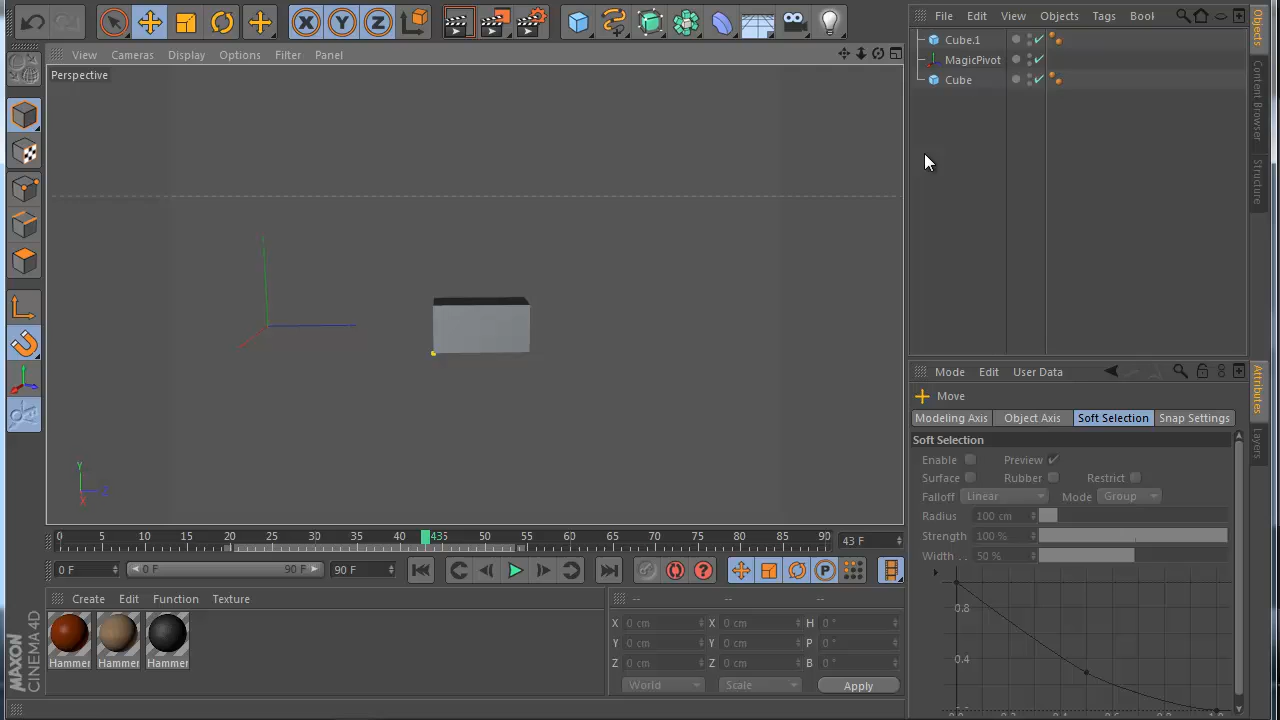 File Edit View Objects Tags Book
Cube.1
MagicPivot
Cube
Objects
Content Browser
Structure
View Cameras Display Options Filter Panel
Perspective
X Y Z
Y
Z
X
0 5 10 15 20 25 30 35 40 43 45 50 55 60 65 70 75 80 85 90
43 F
0 F
0 F
90 F
90 F
Create Edit Function Texture
Hammer
Hammer
Hammer
-- -- --
X 0 cm X 0 cm H 0 °
Y 0 cm Y 0 cm P 0 °
Z 0 cm Z 0 cm B 0 °
World Scale Apply
MAXON
CINEMA 4D
Mode Edit User Data
Move
Modeling Axis Object Axis Soft Selection Snap Settings
Soft Selection
Enable Preview
Surface Rubber Restrict
Falloff Linear Mode Group
Radius 100 cm
Strength 100 %
Width . . 50 %
0.8
0.4
Attributes
Layers